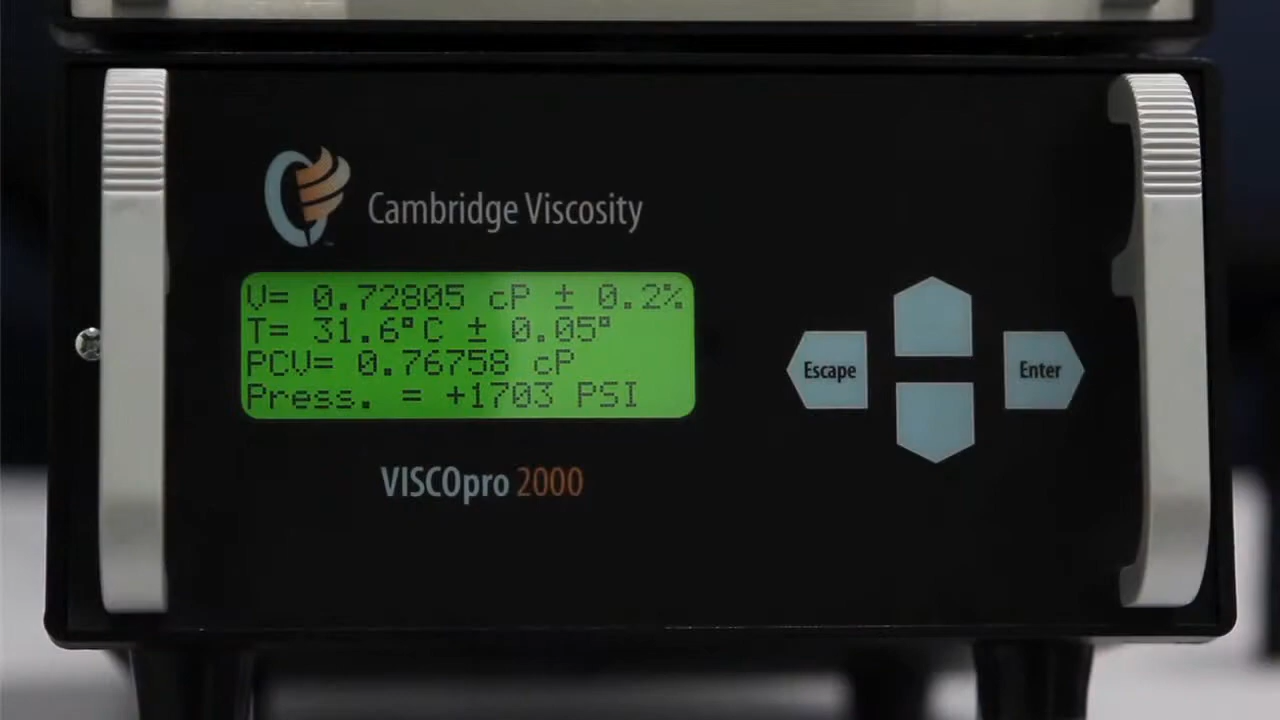 Cambridge Viscosity
V= 0.72805 cP ± 0.2%
T= 31.6°C ± 0.05°
PCV= 0.76758 cP
Press. = +1703 PSI
Escape
Enter
VISCOpro 2000